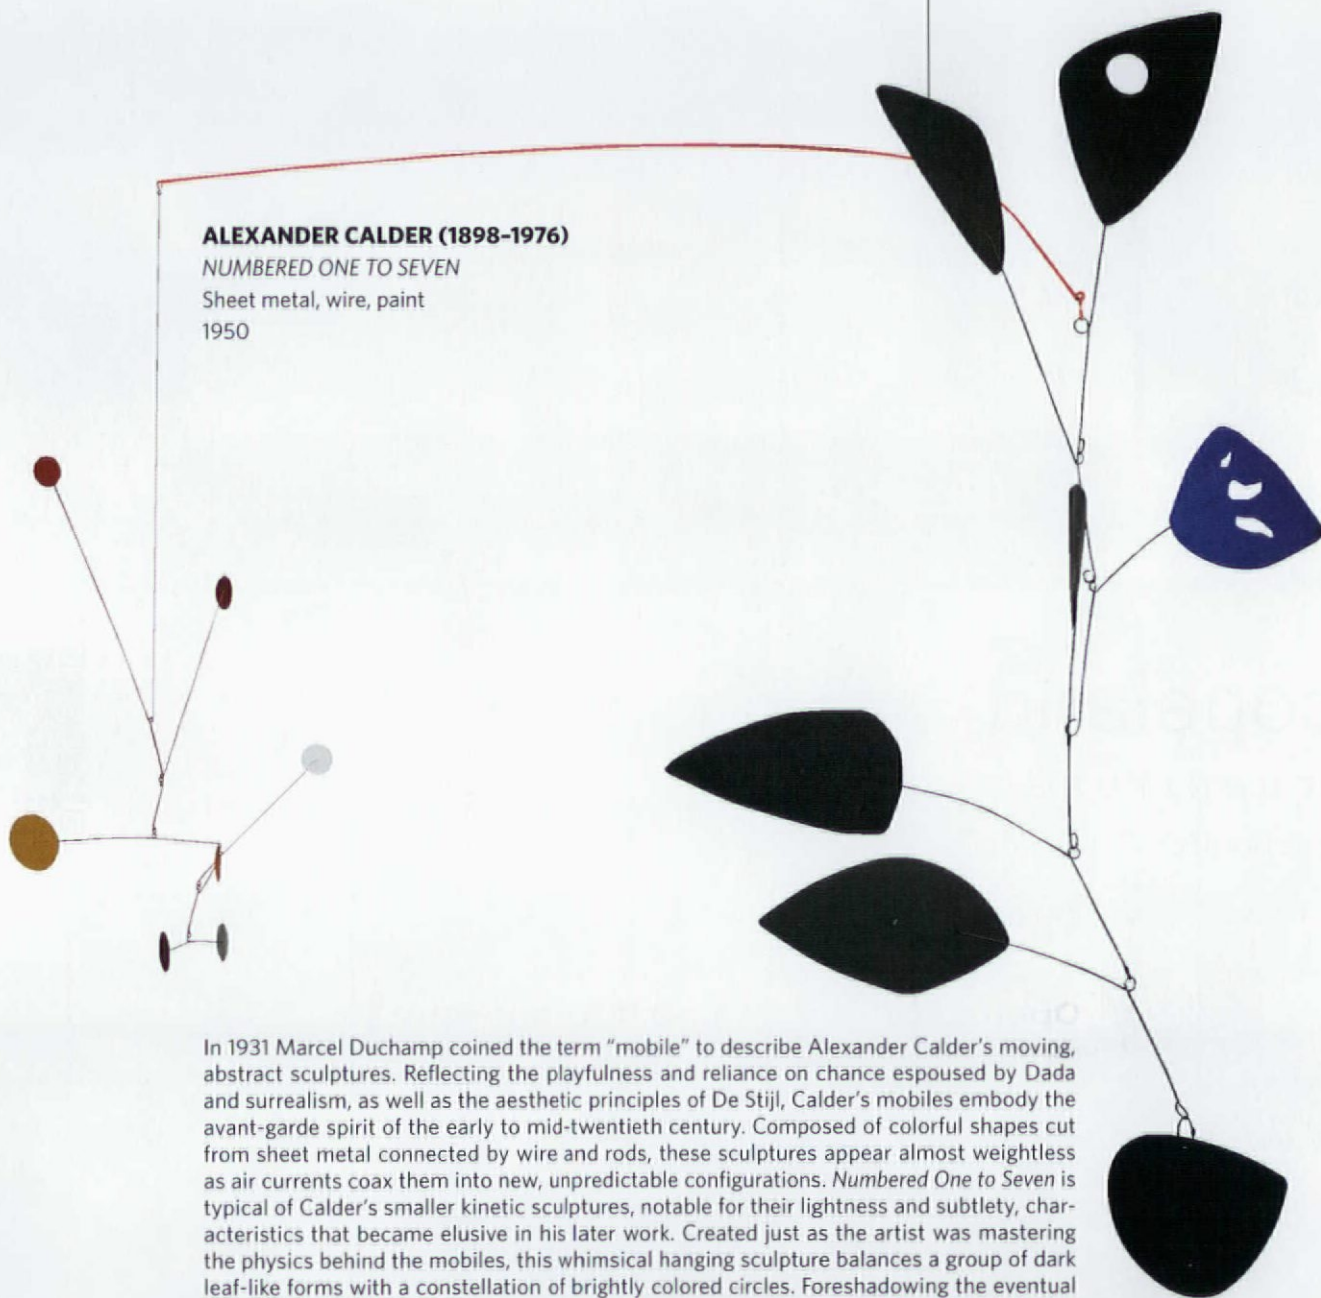 ALEXANDER CALDER (1898–1976)
NUMBERED ONE TO SEVEN
Sheet metal, wire, paint
1950
In 1931 Marcel Duchamp coined the term “mobile” to describe Alexander Calder’s moving,
abstract sculptures. Reflecting the playfulness and reliance on chance espoused by Dada
and surrealism, as well as the aesthetic principles of De Stijl, Calder’s mobiles embody the
avant-garde spirit of the early to mid-twentieth century. Composed of colorful shapes cut
from sheet metal connected by wire and rods, these sculptures appear almost weightless
as air currents coax them into new, unpredictable configurations. Numbered One to Seven is
typical of Calder’s smaller kinetic sculptures, notable for their lightness and subtlety, char-
acteristics that became elusive in his later work. Created just as the artist was mastering
the physics behind the mobiles, this whimsical hanging sculpture balances a group of dark
leaf-like forms with a constellation of brightly colored circles. Foreshadowing the eventual